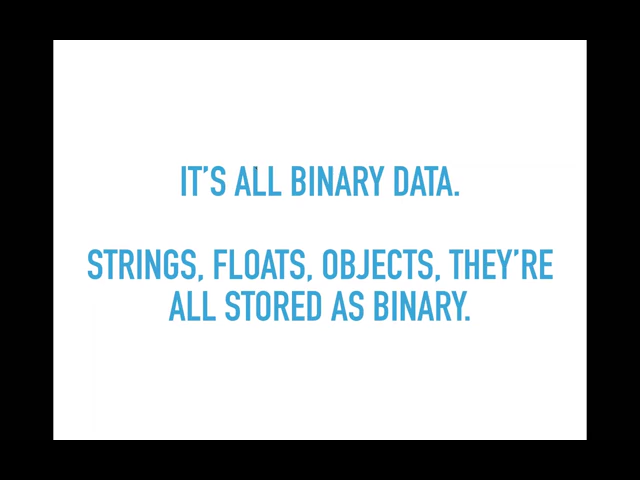 IT’S ALL BINARY DATA.
STRINGS, FLOATS, OBJECTS, THEY’RE
ALL STORED AS BINARY.